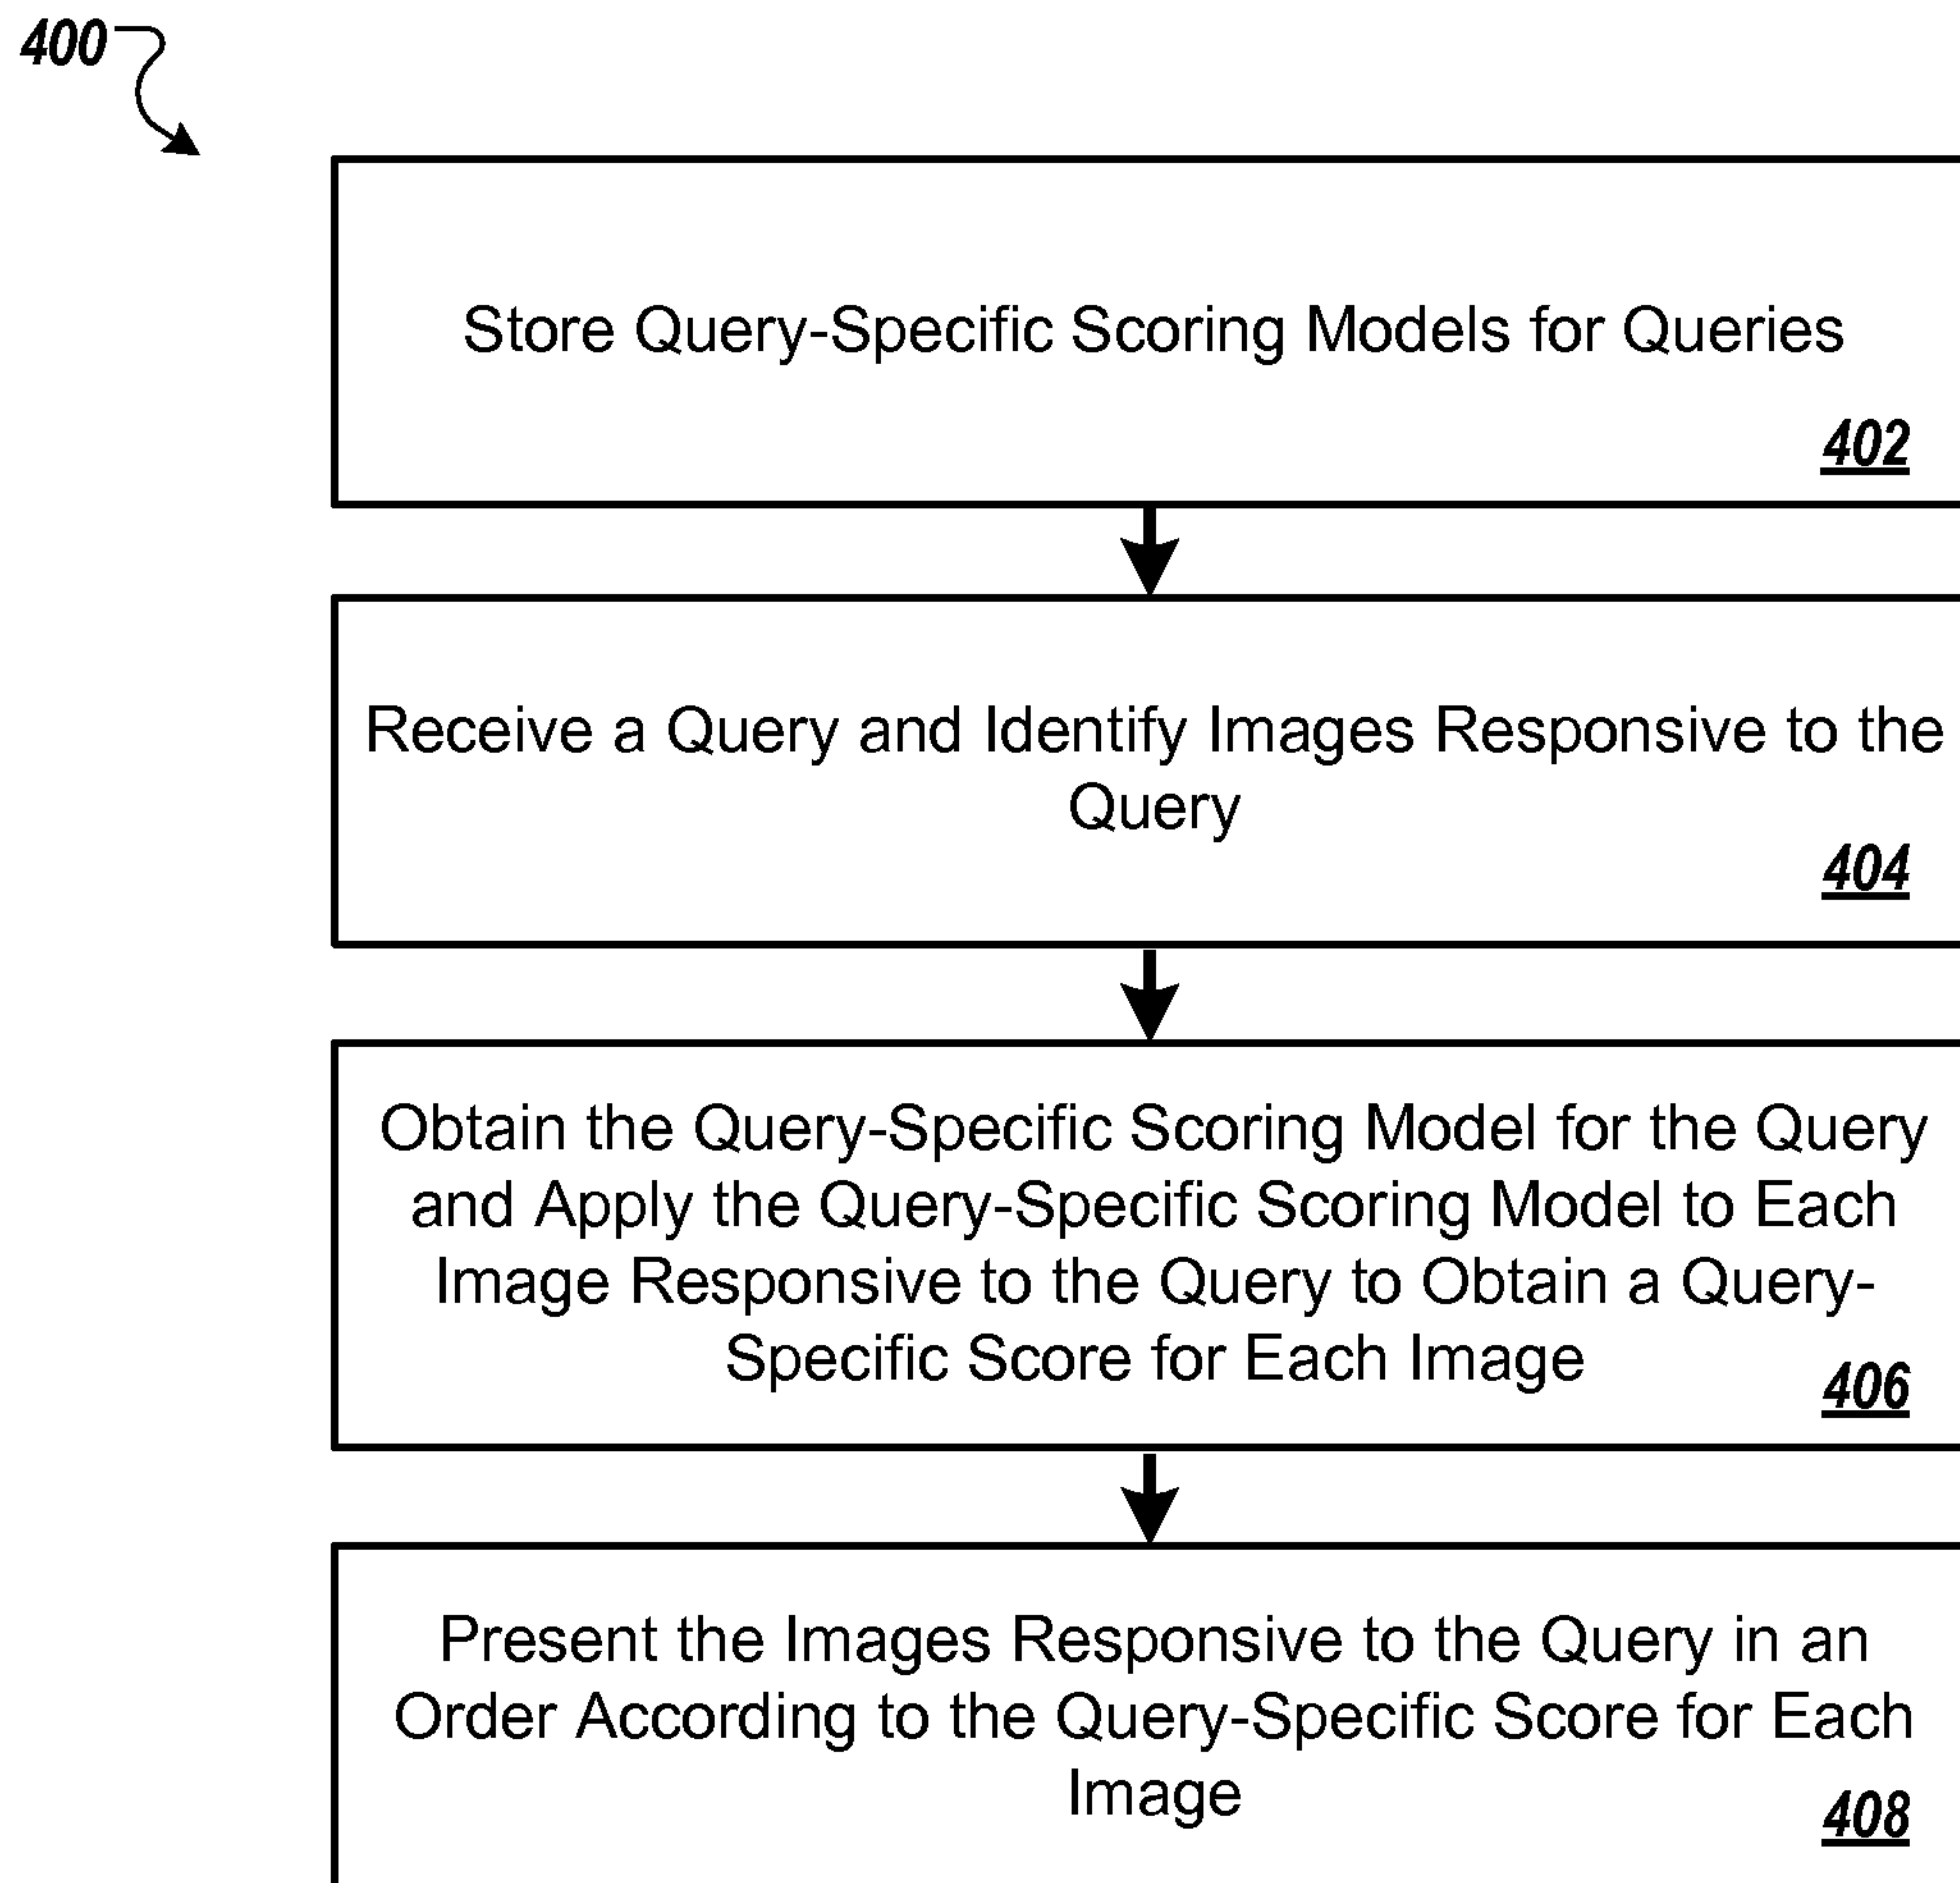 400
Store Query-Specific Scoring Models for Queries
402
Receive a Query and Identify Images Responsive to the
Query
404
Obtain the Query-Specific Scoring Model for the Query
and Apply the Query-Specific Scoring Model to Each
Image Responsive to the Query to Obtain a Query-
Specific Score for Each Image
406
Present the Images Responsive to the Query in an
Order According to the Query-Specific Score for Each
Image
408